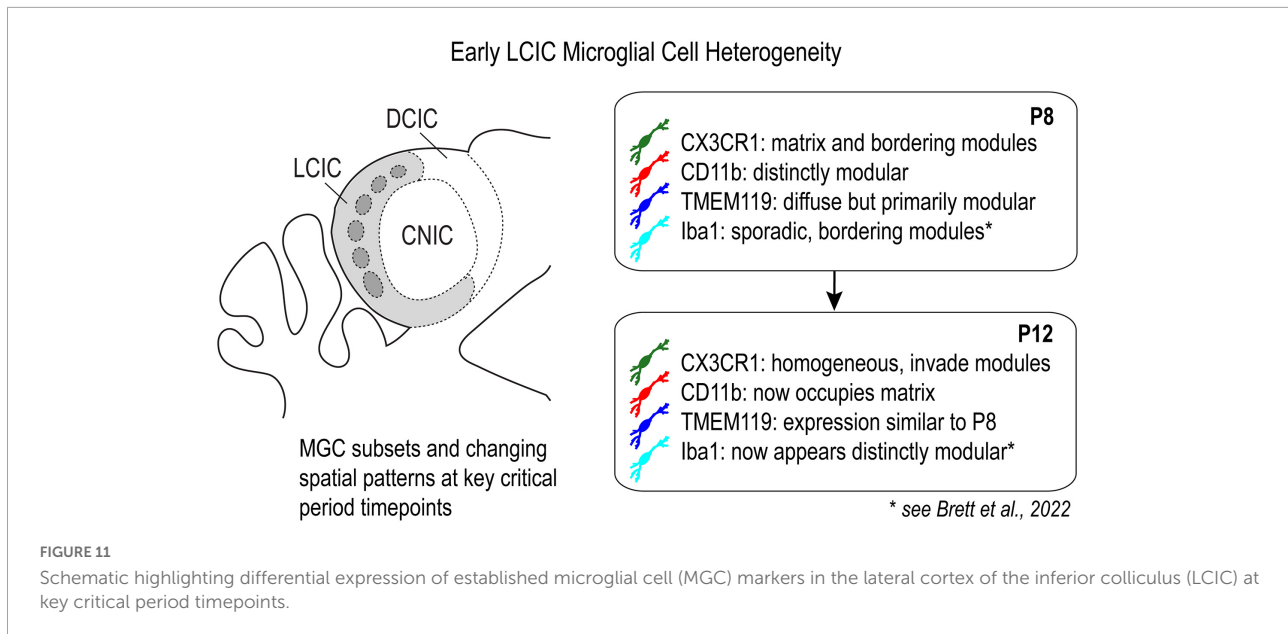 Early LCIC Microglial Cell Heterogeneity
DCIC
LCIC
CNIC
MGC subsets and changing
spatial patterns at key critical
period timepoints
P8
CX3CR1: matrix and bordering modules
CD11b: distinctly modular
TMEM119: diffuse but primarily modular
Iba1: sporadic, bordering modules*
P12
CX3CR1: homogeneous, invade modules
CD11b: now occupies matrix
TMEM119: expression similar to P8
Iba1: now appears distinctly modular*
* see Brett et al., 2022
FIGURE 11
Schematic highlighting differential expression of established microglial cell (MGC) markers in the lateral cortex of the inferior colliculus (LCIC) at
key critical period timepoints.